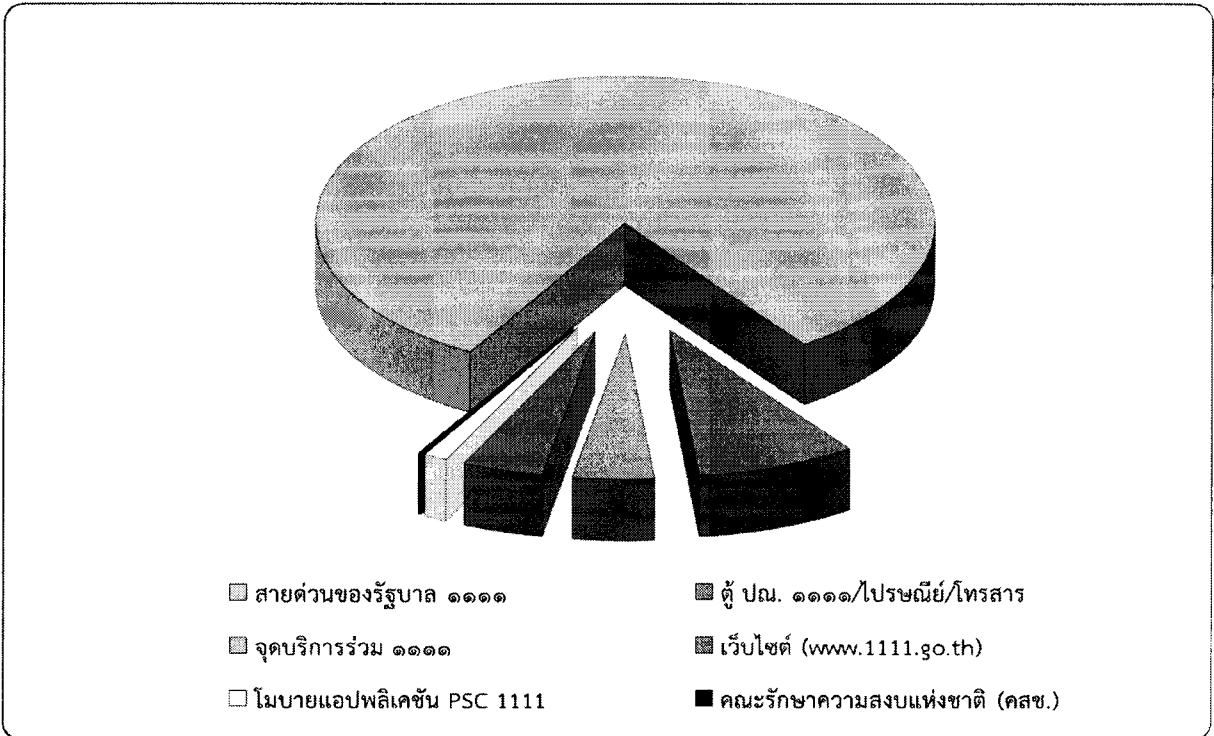 สายด่วนของรัฐบาล ๑๑๑๑
ตู้ ปณ. ๑๑๑๑/ไปรษณีย์/โทรสาร
จุดบริการร่วม ๑๑๑๑
เว็บไซต์ (www.1111.go.th)
โมบายแอปพลิเคชัน PSC 1111
คณะรักษาความสงบแห่งชาติ (คสช.)